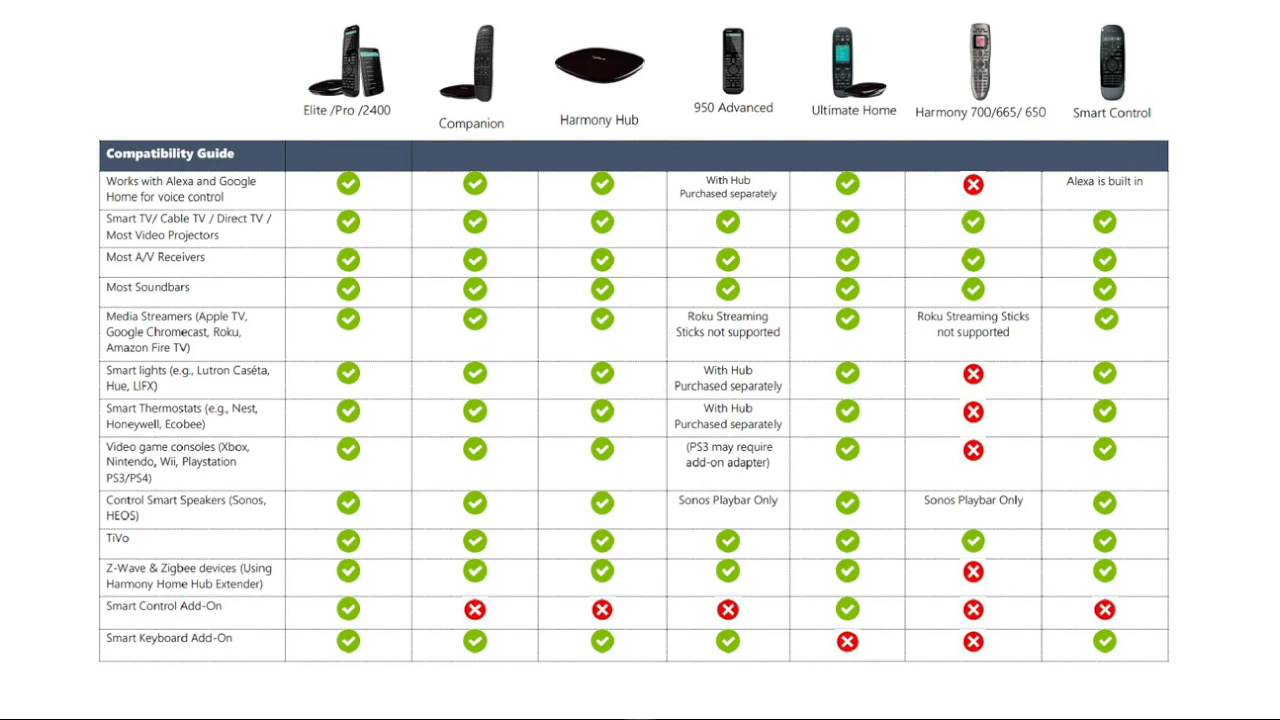 Elite /Pro /2400
Companion
Harmony Hub
950 Advanced
Ultimate Home
Harmony 700/665/ 650
Smart Control
Compatibility Guide
Works with Alexa and Google
Home for voice control
With Hub
Purchased separately
Alexa is built in
Smart TV/ Cable TV / Direct TV /
Most Video Projectors
Most A/V Receivers
Most Soundbars
Media Streamers (Apple TV,
Google Chromecast, Roku,
Amazon Fire TV)
Roku Streaming
Sticks not supported
Roku Streaming Sticks
not supported
Smart lights (e.g., Lutron Caséta,
Hue, LIFX)
With Hub
Purchased separately
Smart Thermostats (e.g., Nest,
Honeywell, Ecobee)
With Hub
Purchased separately
Video game consoles (Xbox,
Nintendo, Wii, Playstation
PS3/PS4)
(PS3 may require
add-on adapter)
Control Smart Speakers (Sonos,
HEOS)
Sonos Playbar Only
Sonos Playbar Only
TiVo
Z-Wave & Zigbee devices (Using
Harmony Home Hub Extender)
Smart Control Add-On
Smart Keyboard Add-On